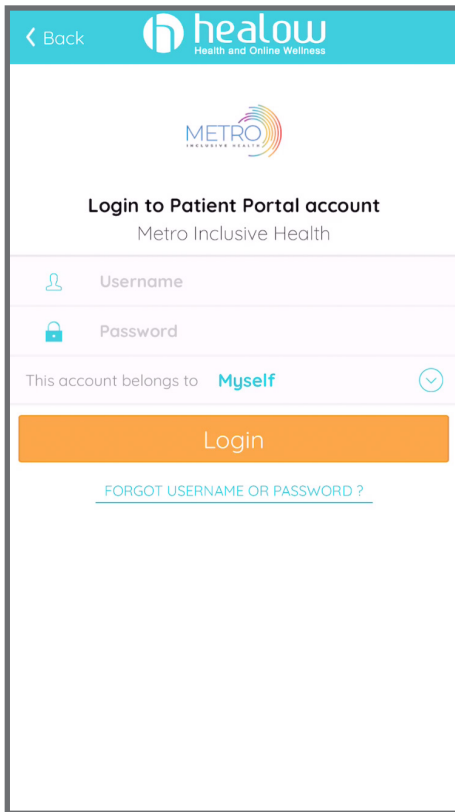 Back
healow
Health and Online Wellness
METRO
INCLUSIVE HEALTH
Login to Patient Portal account
Metro Inclusive Health
Username
Password
This account belongs to Myself
Login
FORGOT USERNAME OR PASSWORD ?